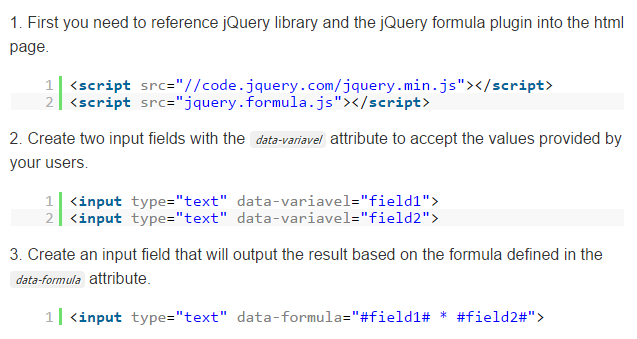 1. First you need to reference jQuery library and the jQuery formula plugin into the html
page.
1 <script src="//code.jquery.com/jquery.min.js"></script>
2 <script src="jquery.formula.js"></script>
2. Create two input fields with the data-variavel attribute to accept the values provided by
your users.
1 <input type="text" data-variavel="field1">
2 <input type="text" data-variavel="field2">
3. Create an input field that will output the result based on the formula defined in the
data-formula attribute.
1 <input type="text" data-formula="#field1# * #field2#">